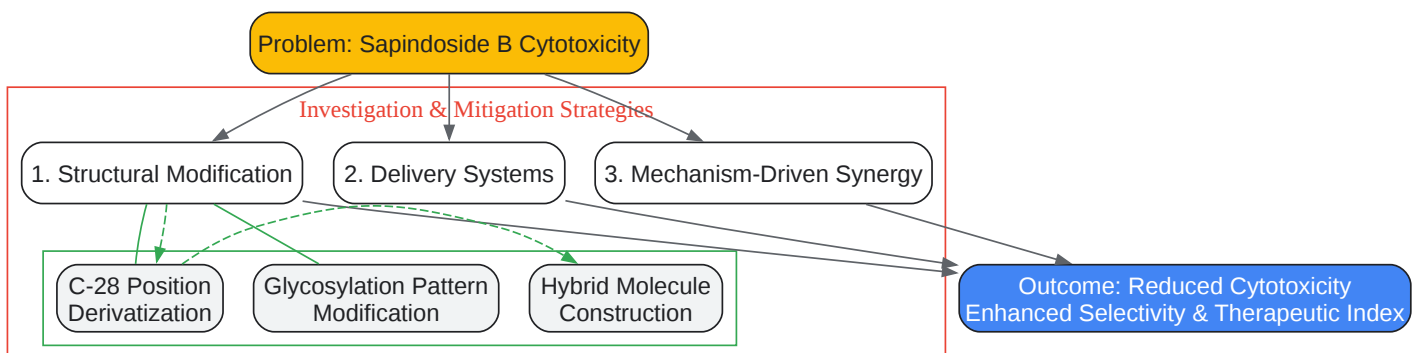 Problem: Sapindoside B Cytotoxicity
Investigation & Mitigation Strategies
1. Structural Modification
2. Delivery Systems
3. Mechanism-Driven Synergy
C-28 Position
Derivatization
Glycosylation Pattern
Modification
Hybrid Molecule
Construction
Outcome: Reduced Cytotoxicity
Enhanced Selectivity & Therapeutic Index